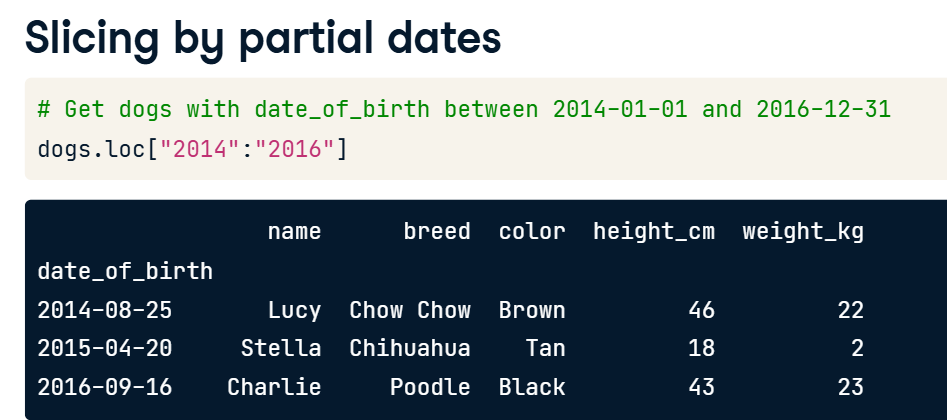 Slicing by partial dates
# Get dogs with date_of_birth between 2014-01-01 and 2016-12-31
dogs.loc["2014":"2016"]
name breed color height_cm weight_kg
date_of_birth
2014-08-25 Lucy Chow Chow Brown 46 22
2015-04-20 Stella Chihuahua Tan 18 2
2016-09-16 Charlie Poodle Black 43 23